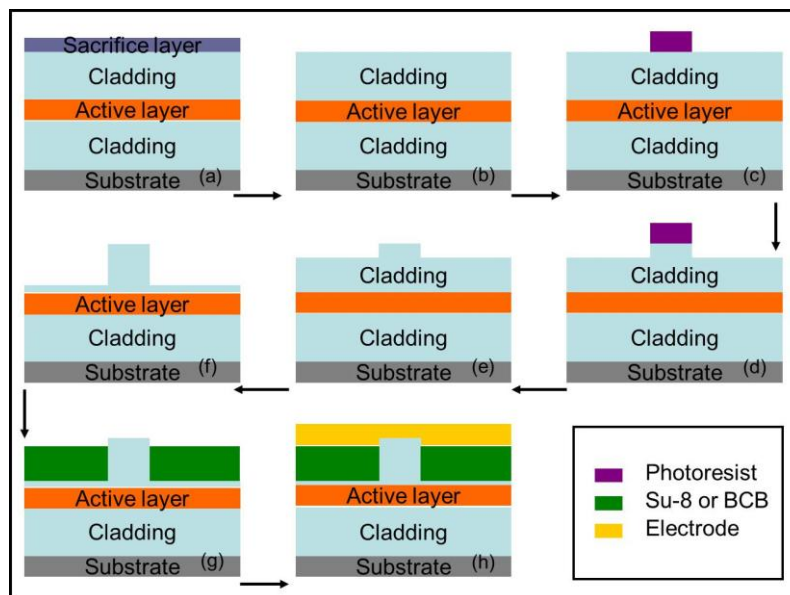 Sacrifice layer
Cladding
Active layer
Cladding
Substrate (a)
Cladding
Active layer
Cladding
Substrate (b)
Cladding
Active layer
Cladding
Substrate (c)
Cladding
Cladding
Substrate (d)
Cladding
Cladding
Substrate (e)
Active layer
Cladding
Substrate (f)
Active layer
Cladding
Substrate (g)
Active layer
Cladding
Substrate (h)
Photoresist
Su-8 or BCB
Electrode